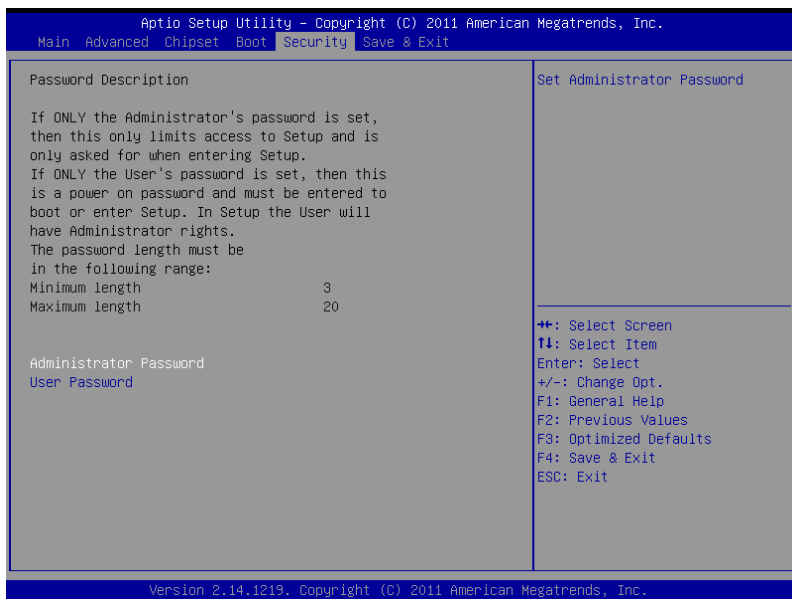 Aptio Setup Utility – Copyright (C) 2011 American Megatrends, Inc.
Main Advanced Chipset Boot Security Save & Exit
Password Description
If ONLY the Administrator's password is set,
then this only limits access to Setup and is
only asked for when entering Setup.
If ONLY the User's password is set, then this
is a power on password and must be entered to
boot or enter Setup. In Setup the User will
have Administrator rights.
The password length must be
in the following range:
Minimum length 3
Maximum length 20
Administrator Password
User Password
Set Administrator Password
→←: Select Screen
↑↓: Select Item
Enter: Select
+/-: Change Opt.
F1: General Help
F2: Previous Values
F3: Optimized Defaults
F4: Save & Exit
ESC: Exit
Version 2.14.1219. Copyright (C) 2011 American Megatrends, Inc.